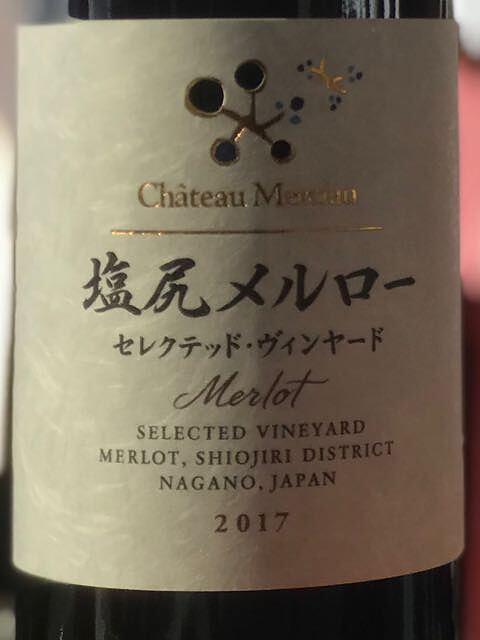 Château Mercian
塩尻メルロー
セレクテッド・ヴィンヤード
Merlot
SELECTED VINEYARD
MERLOT, SHIOJIRI DISTRICT
NAGANO, JAPAN
2017